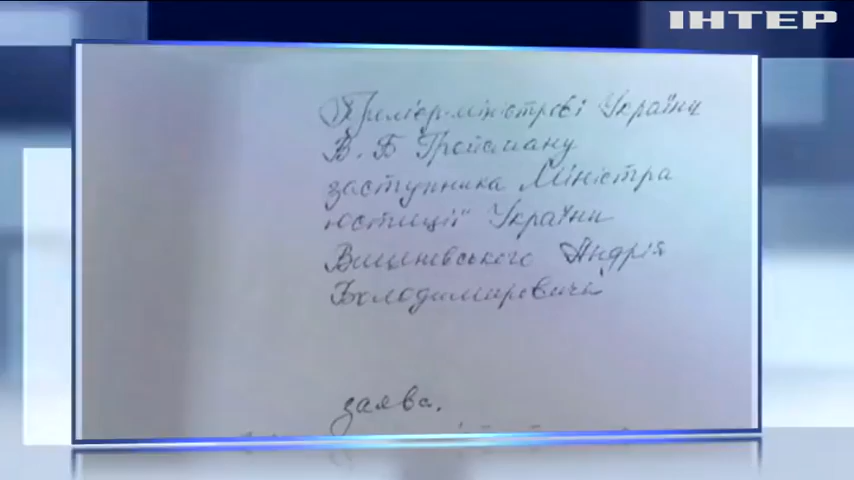 ІНТЕР
Прем'єр-міністрові України
В. Б Гройсману
заступника Міністра
юстиції України
Вишневського Андрія
Володимировича
заява.